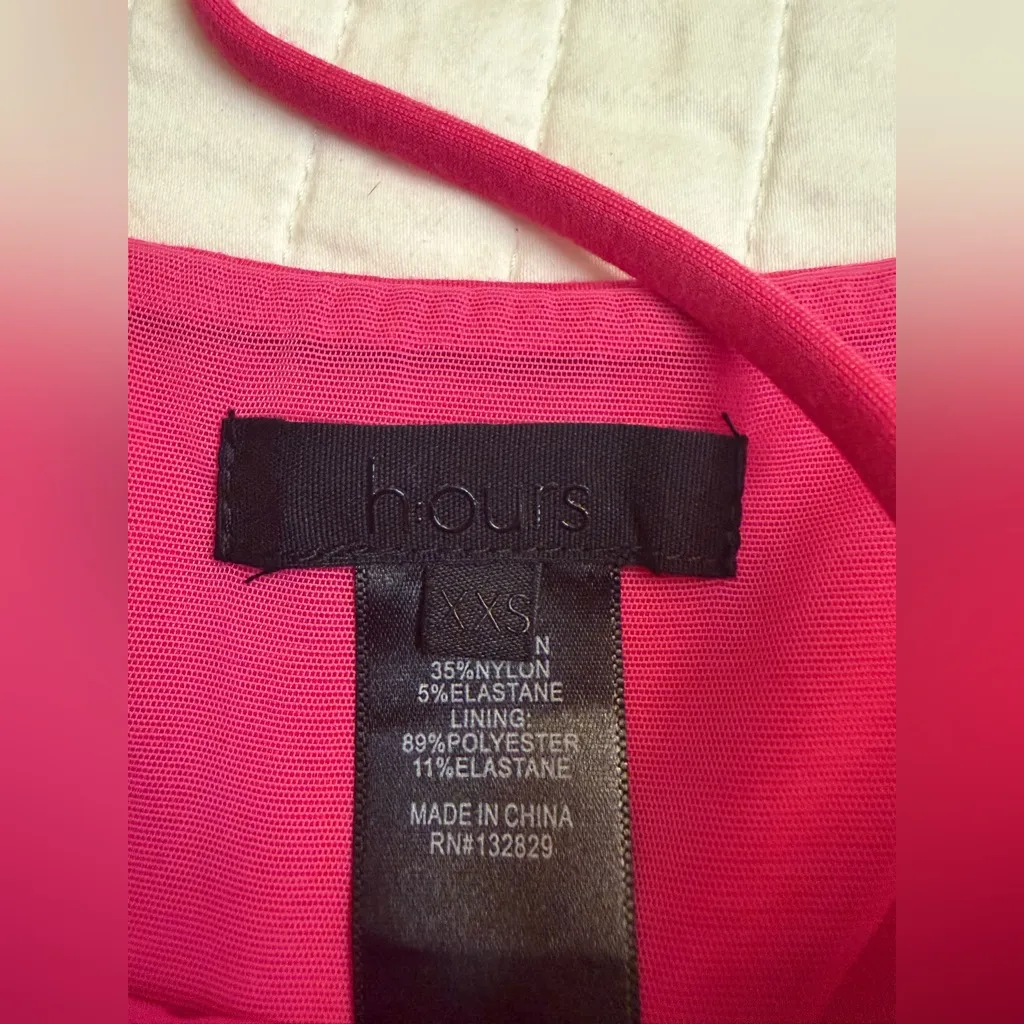 h:ours
XXS
N
35%NYLON
5%ELASTANE
LINING:
89%POLYESTER
11%ELASTANE
MADE IN CHINA
RN#132829